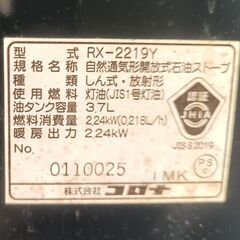 型式 RX-2219Y
規格 自然通気形開放式石油ストーブ
種類 しん式・放射形
使用燃料 灯油(JIS1号灯油)
油タンク容量 3.7L
燃料消費量 2.24kW(0.218L/h)
暖房出力 2.24kW
認証
JHIA
JIS S 2019
No.
0110025 IMK
PS
C
株式会社コロナ